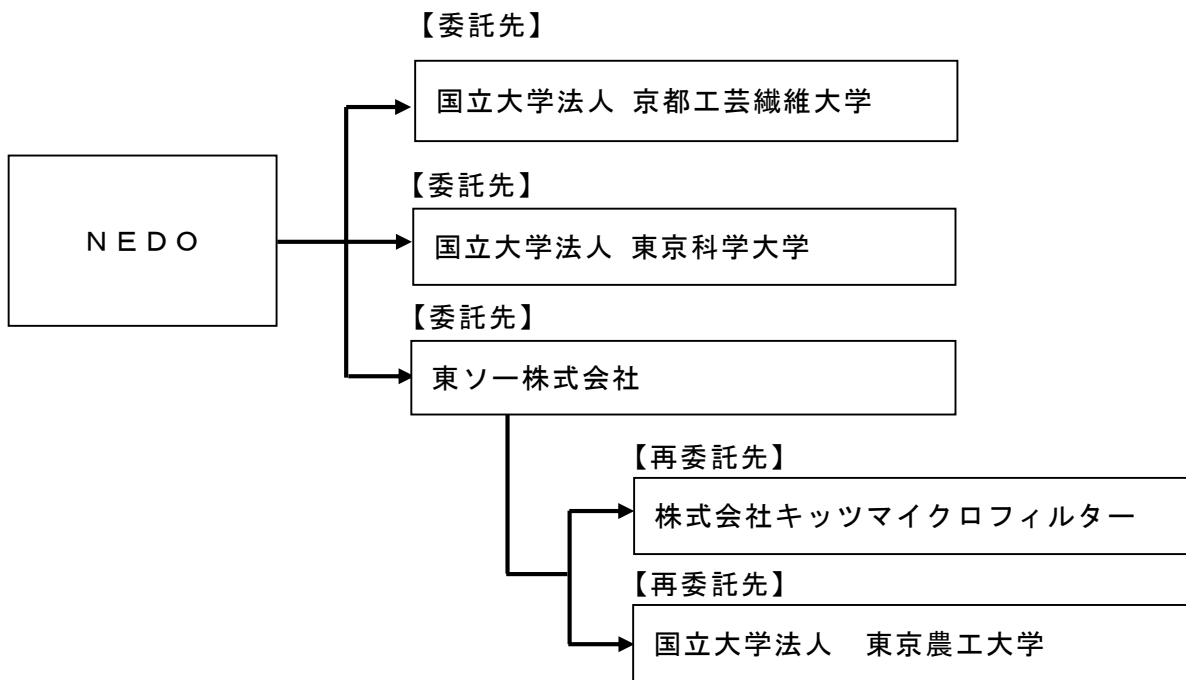 【委託先】
国立大学法人 京都工芸繊維大学
NEDO
【委託先】
国立大学法人 東京科学大学
【委託先】
東ソー株式会社
【再委託先】
株式会社キッツマイクロフィルター
【再委託先】
国立大学法人　東京農工大学